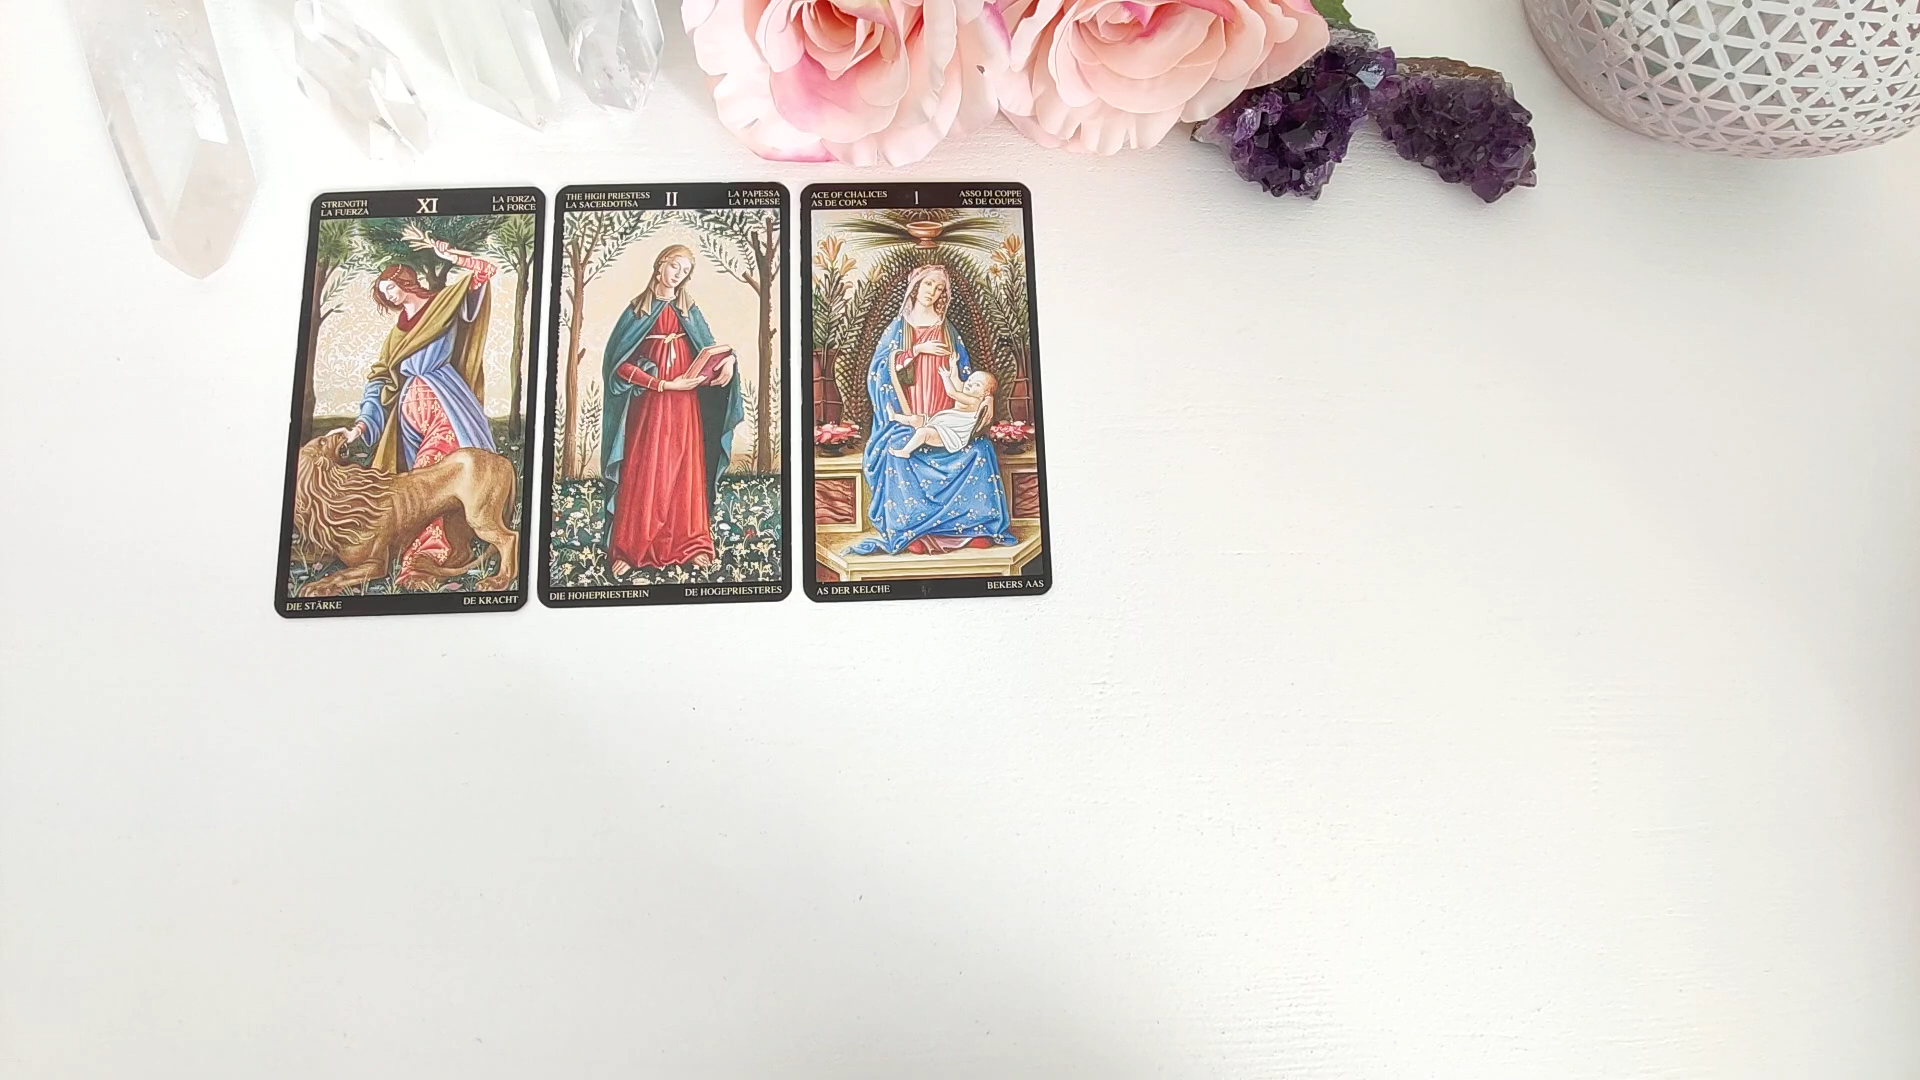 STRENGTH
LA FUERZA
XI
LA FORZA
LA FORCE
DIE STÄRKE
DE KRACHT
THE HIGH PRIESTESS
LA SACERDOTISA
II
LA PAPESSA
LA PAPESSE
DIE HOHEPRIESTERIN
DE HOGEPRIESTERES
ACE OF CHALICES
AS DE COPAS
I
ASSO DI COPPE
AS DE COUPES
AS DER KELCHE
BEKERS AAS